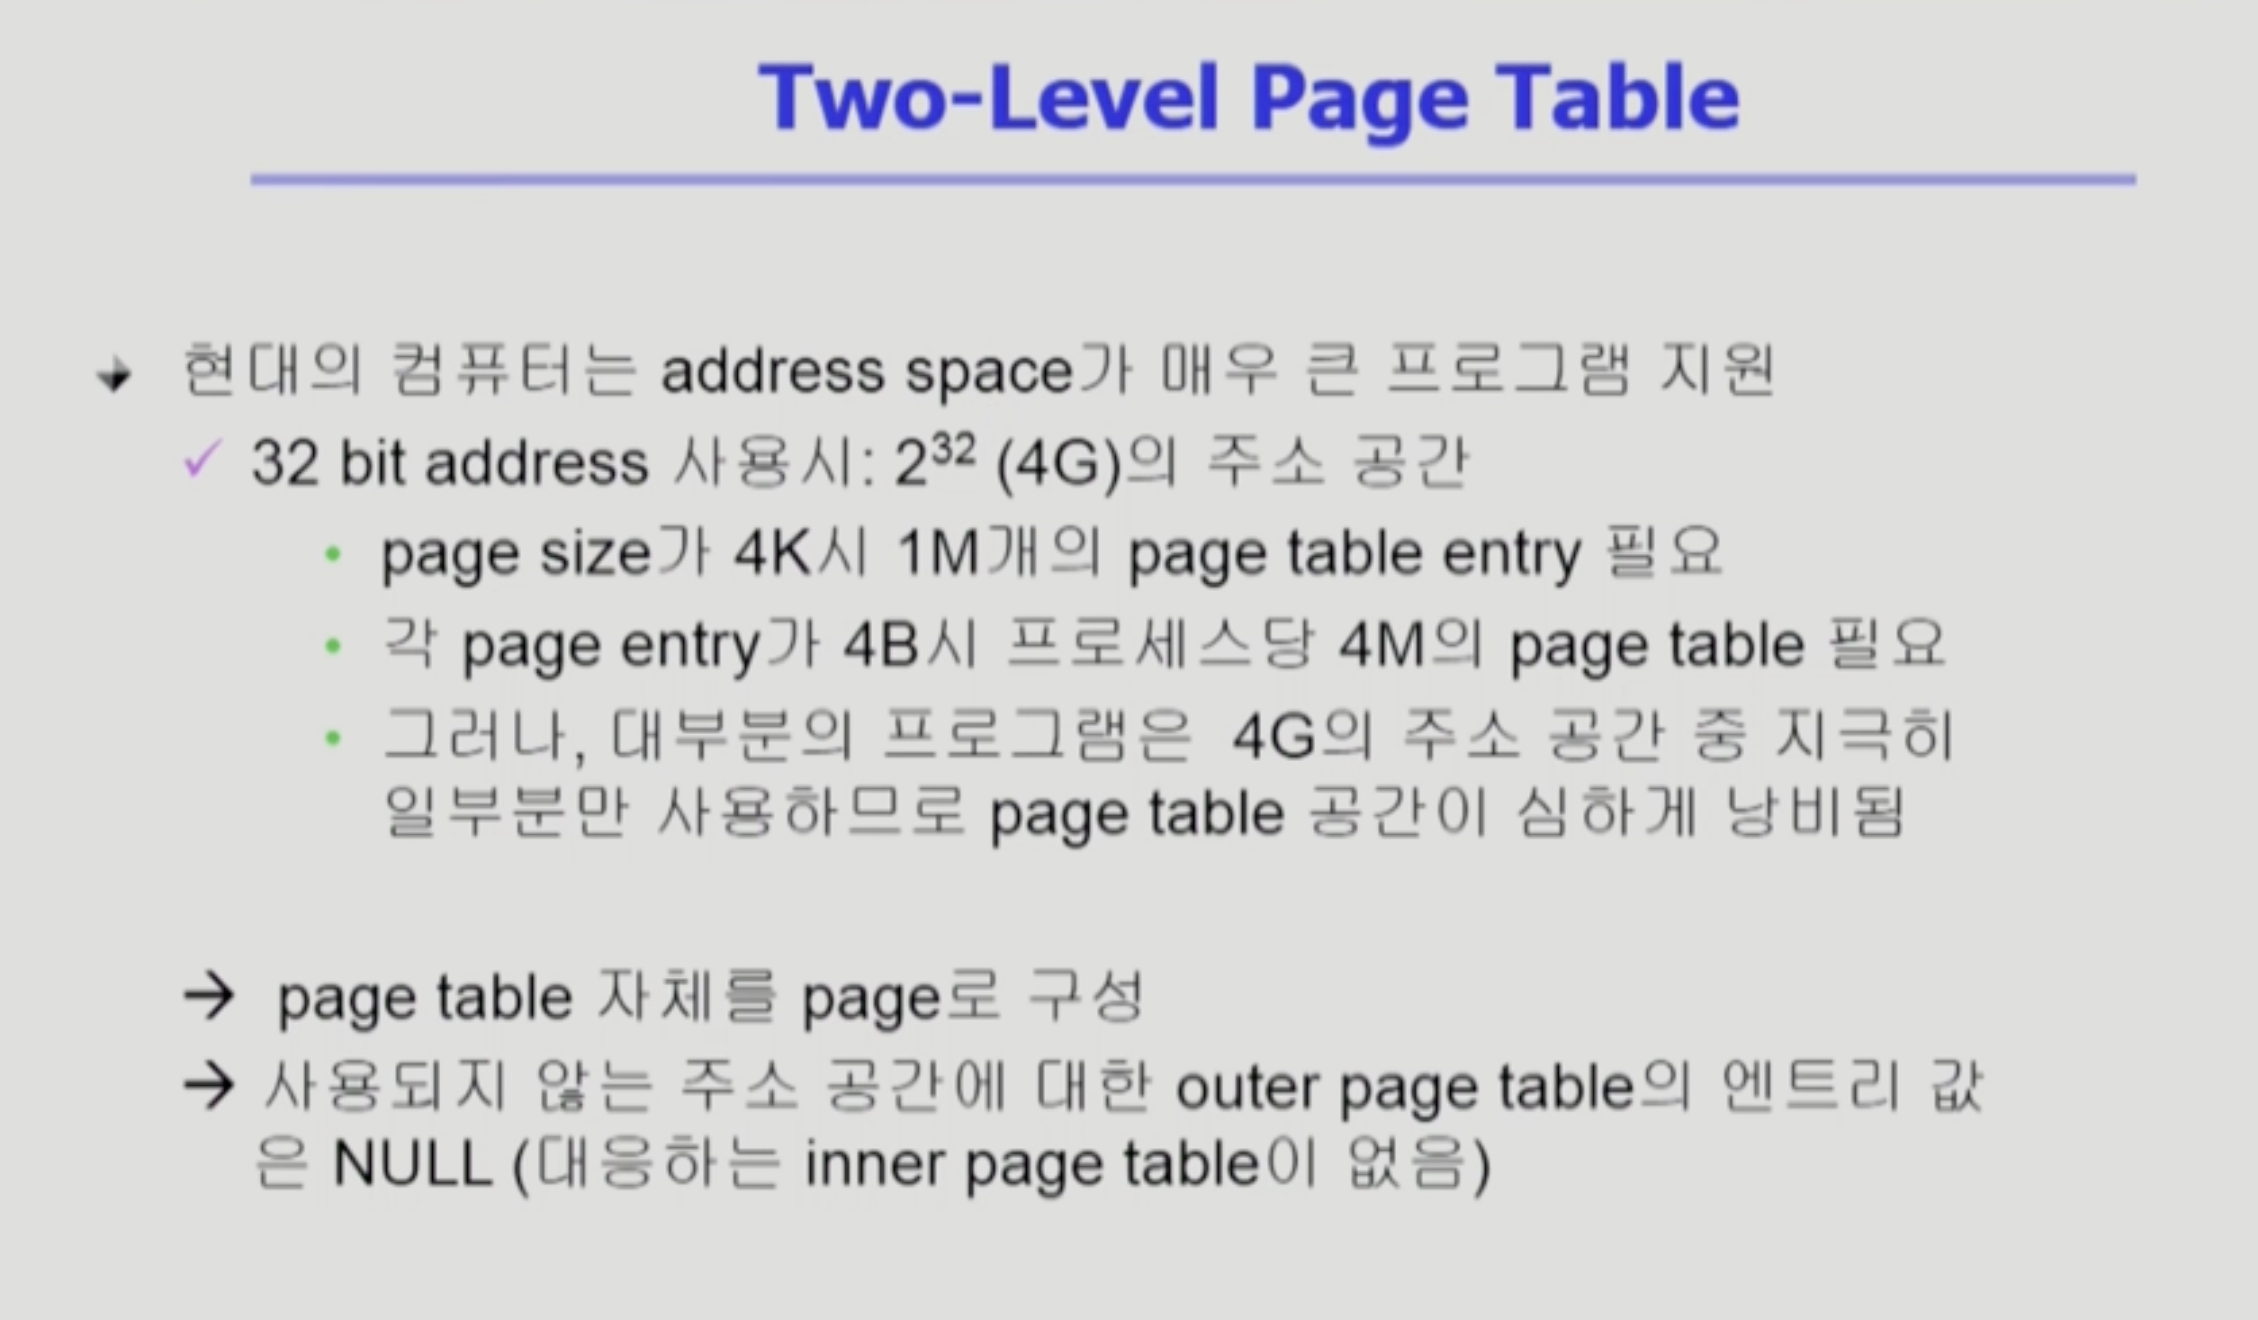 Two-Level Page Table
현대의 컴퓨터는 address space가 매우 큰 프로그램 지원
✓ 32 bit address 사용시: 2³² (4G)의 주소 공간
• page size가 4K시 1M개의 page table entry 필요
• 각 page entry가 4B시 프로세스당 4M의 page table 필요
• 그러나, 대부분의 프로그램은 4G의 주소 공간 중 지극히
일부분만 사용하므로 page table 공간이 심하게 낭비됨
→ page table 자체를 page로 구성
→ 사용되지 않는 주소 공간에 대한 outer page table의 엔트리 값
은 NULL (대응하는 inner page table이 없음)